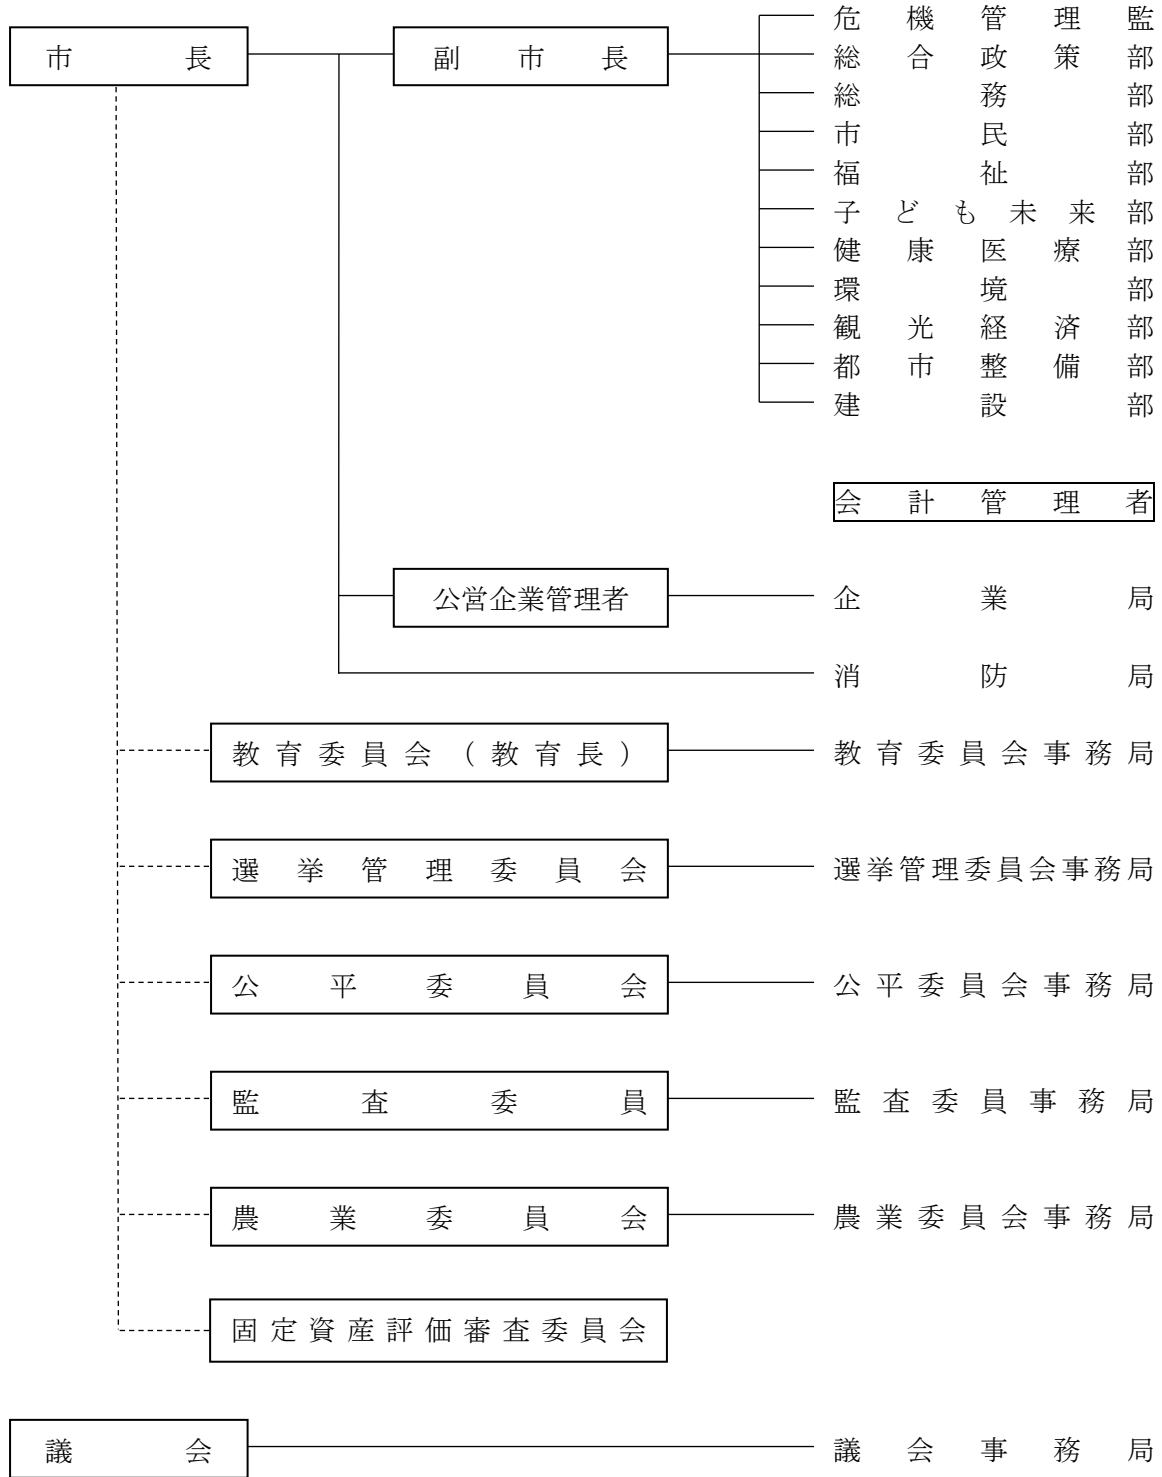 危機管理監
市長 副市長 総合政策部
総務部
市民部
福祉部
子ども未来部
健康医療部
環境部
観光経済部
都市整備部
建設部
会計管理者
公営企業管理者 企業局
消防局
教育委員会(教育長) 教育委員会事務局
選挙管理委員会 選挙管理委員会事務局
公平委員会 公平委員会事務局
監査委員 監査委員事務局
農業委員会 農業委員会事務局
固定資産評価審査委員会
議会 議会事務局